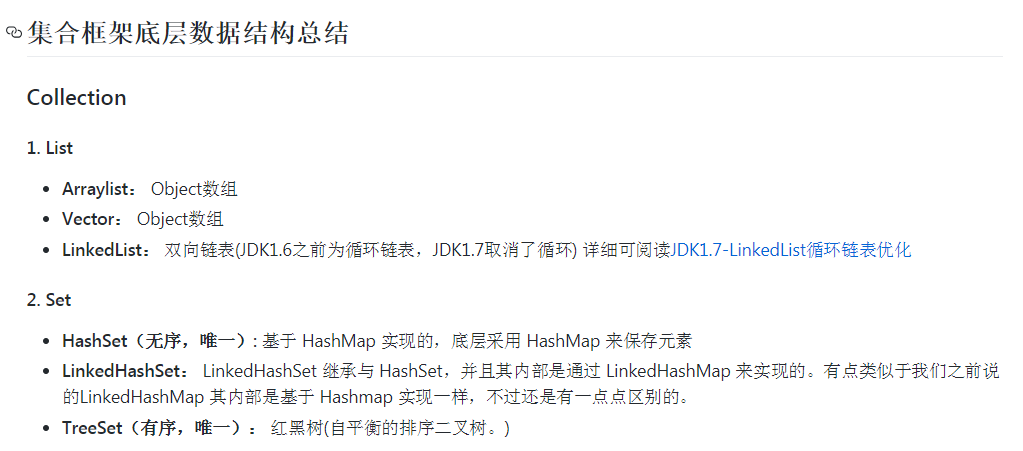 集合框架底层数据结构总结
Collection
1. List
Arraylist： Object数组
Vector： Object数组
LinkedList： 双向链表(JDK1.6之前为循环链表，JDK1.7取消了循环) 详细可阅读JDK1.7-LinkedList循环链表优化
2. Set
HashSet（无序，唯一）: 基于 HashMap 实现的，底层采用 HashMap 来保存元素
LinkedHashSet： LinkedHashSet 继承与 HashSet，并且其内部是通过 LinkedHashMap 来实现的。有点类似于我们之前说
的LinkedHashMap 其内部是基于 Hashmap 实现一样，不过还是有一点点区别的。
TreeSet（有序，唯一）： 红黑树(自平衡的排序二叉树。)